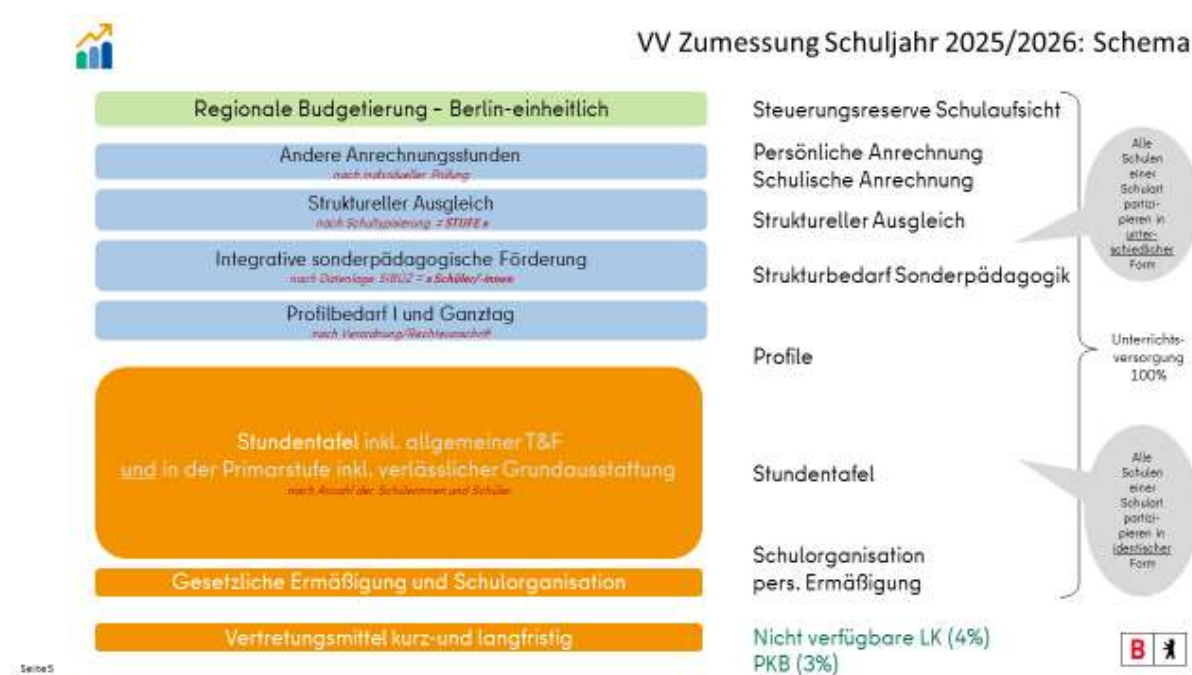 VV Zumessung Schuljahr 2025/2026: Schema
Regionale Budgetierung – Berlin-einheitlich
Steuerungsreserve Schulaufsicht
Andere Anrechnungsstunden
nach individueller Prüfung
Persönliche Anrechnung
Schulische Anrechnung
Struktureller Ausgleich
nach Schultypisierung = STUFE x
Struktureller Ausgleich
Integrative sonderpädagogische Förderung
nach Datenlage SIBUZ = x Schüler/-innen
Strukturbedarf Sonderpädagogik
Profilbedarf I und Ganztag
nach Verordnung/Rechtsvorschrift
Profile
Alle
Schulen
einer
Schulart
partizi-
pieren in
unter-
schiedlicher
Form
Unterrichts-
versorgung
100%
Stundentafel inkl. allgemeiner T&F
und in der Primarstufe inkl. verlässlicher Grundausstattung
nach Anzahl der Schülerinnen und Schüler
Stundentafel
Alle
Schulen
einer
Schulart
partizi-
pieren in
identischer
Form
Gesetzliche Ermäßigung und Schulorganisation
Schulorganisation
pers. Ermäßigung
Vertretungsmittel kurz-und langfristig
Nicht verfügbare LK (4%)
PKB (3%)
B
Seite 5